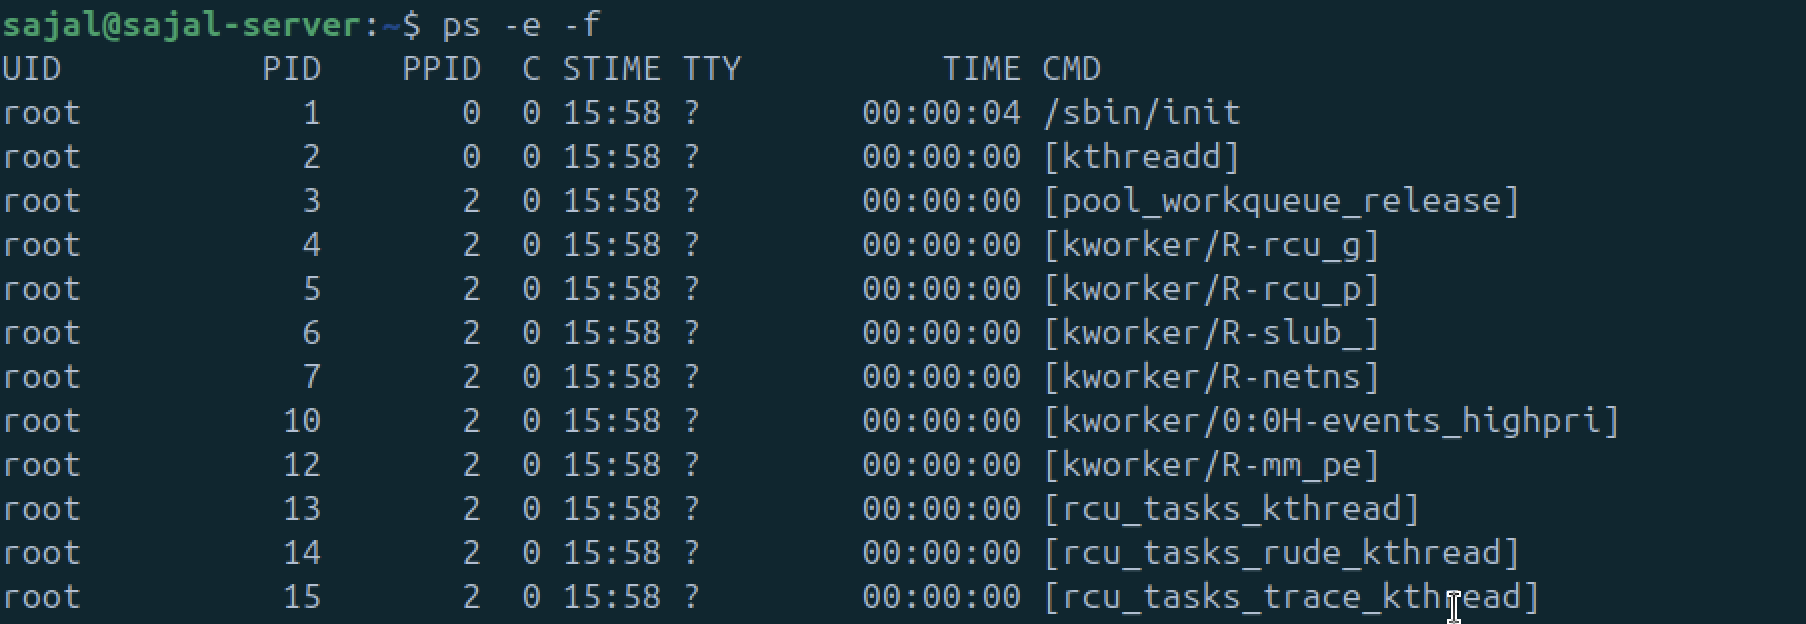 sajal@sajal-server:~$ ps -e -f
UID          PID    PPID  C STIME TTY          TIME CMD
root           1       0  0 15:58 ?        00:00:04 /sbin/init
root           2       0  0 15:58 ?        00:00:00 [kthreadd]
root           3       2  0 15:58 ?        00:00:00 [pool_workqueue_release]
root           4       2  0 15:58 ?        00:00:00 [kworker/R-rcu_g]
root           5       2  0 15:58 ?        00:00:00 [kworker/R-rcu_p]
root           6       2  0 15:58 ?        00:00:00 [kworker/R-slub_]
root           7       2  0 15:58 ?        00:00:00 [kworker/R-netns]
root          10       2  0 15:58 ?        00:00:00 [kworker/0:0H-events_highpri]
root          12       2  0 15:58 ?        00:00:00 [kworker/R-mm_pe]
root          13       2  0 15:58 ?        00:00:00 [rcu_tasks_kthread]
root          14       2  0 15:58 ?        00:00:00 [rcu_tasks_rude_kthread]
root          15       2  0 15:58 ?        00:00:00 [rcu_tasks_trace_kthread]